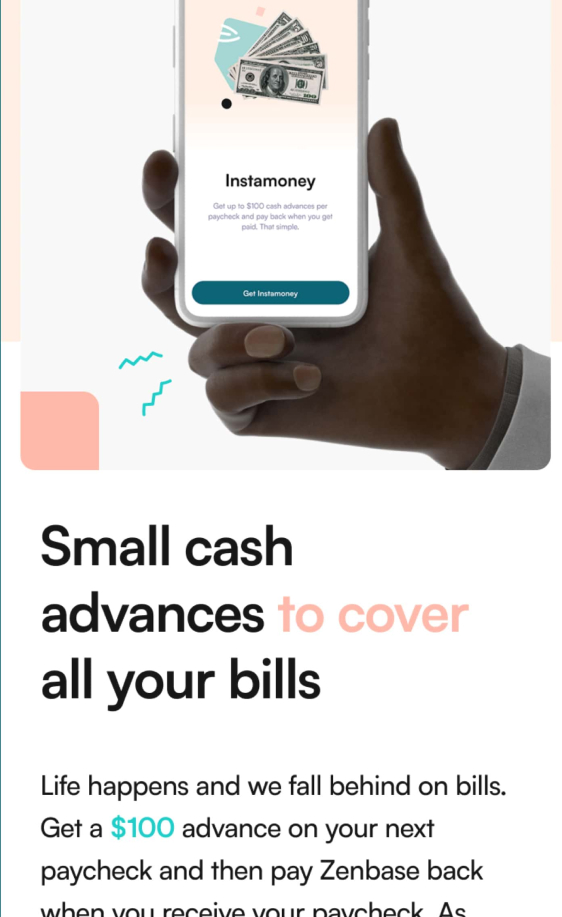 Instamoney
Get up to $100 cash advances per
paycheck and pay back when you get
paid. That simple.
Get Instamoney
Small cash
advances to cover
all your bills
Life happens and we fall behind on bills.
Get a $100 advance on your next
paycheck and then pay Zenbase back
when you receive your paycheck. As